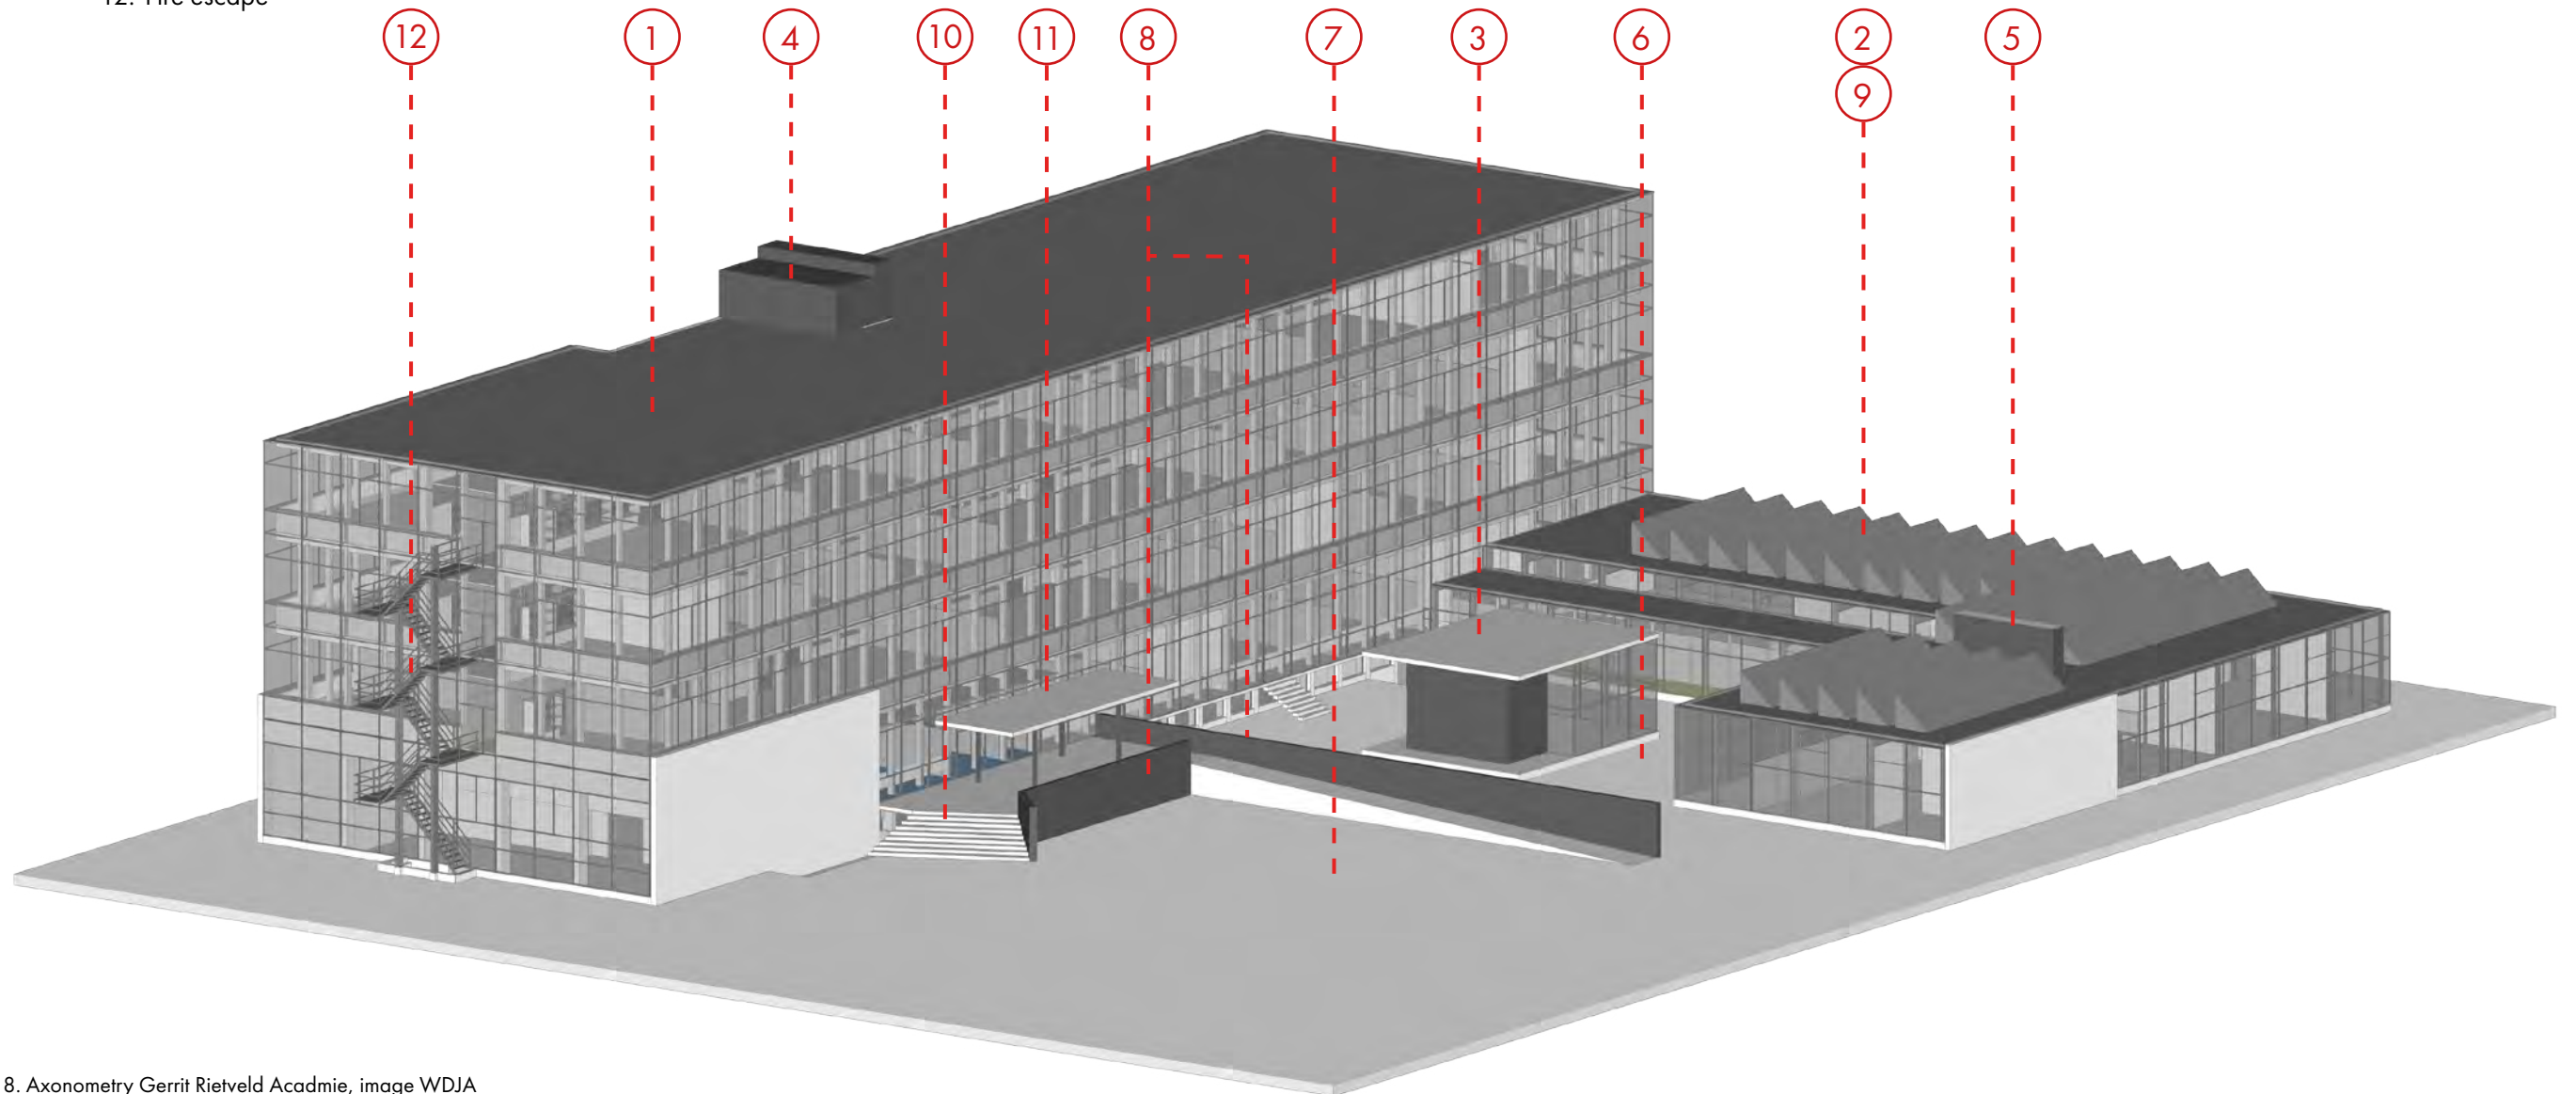 12. Fire escape
12 1 4 10 11 8 7 3 6 2 5
9
8. Axonometry Gerrit Rietveld Acadmie, image WDJA